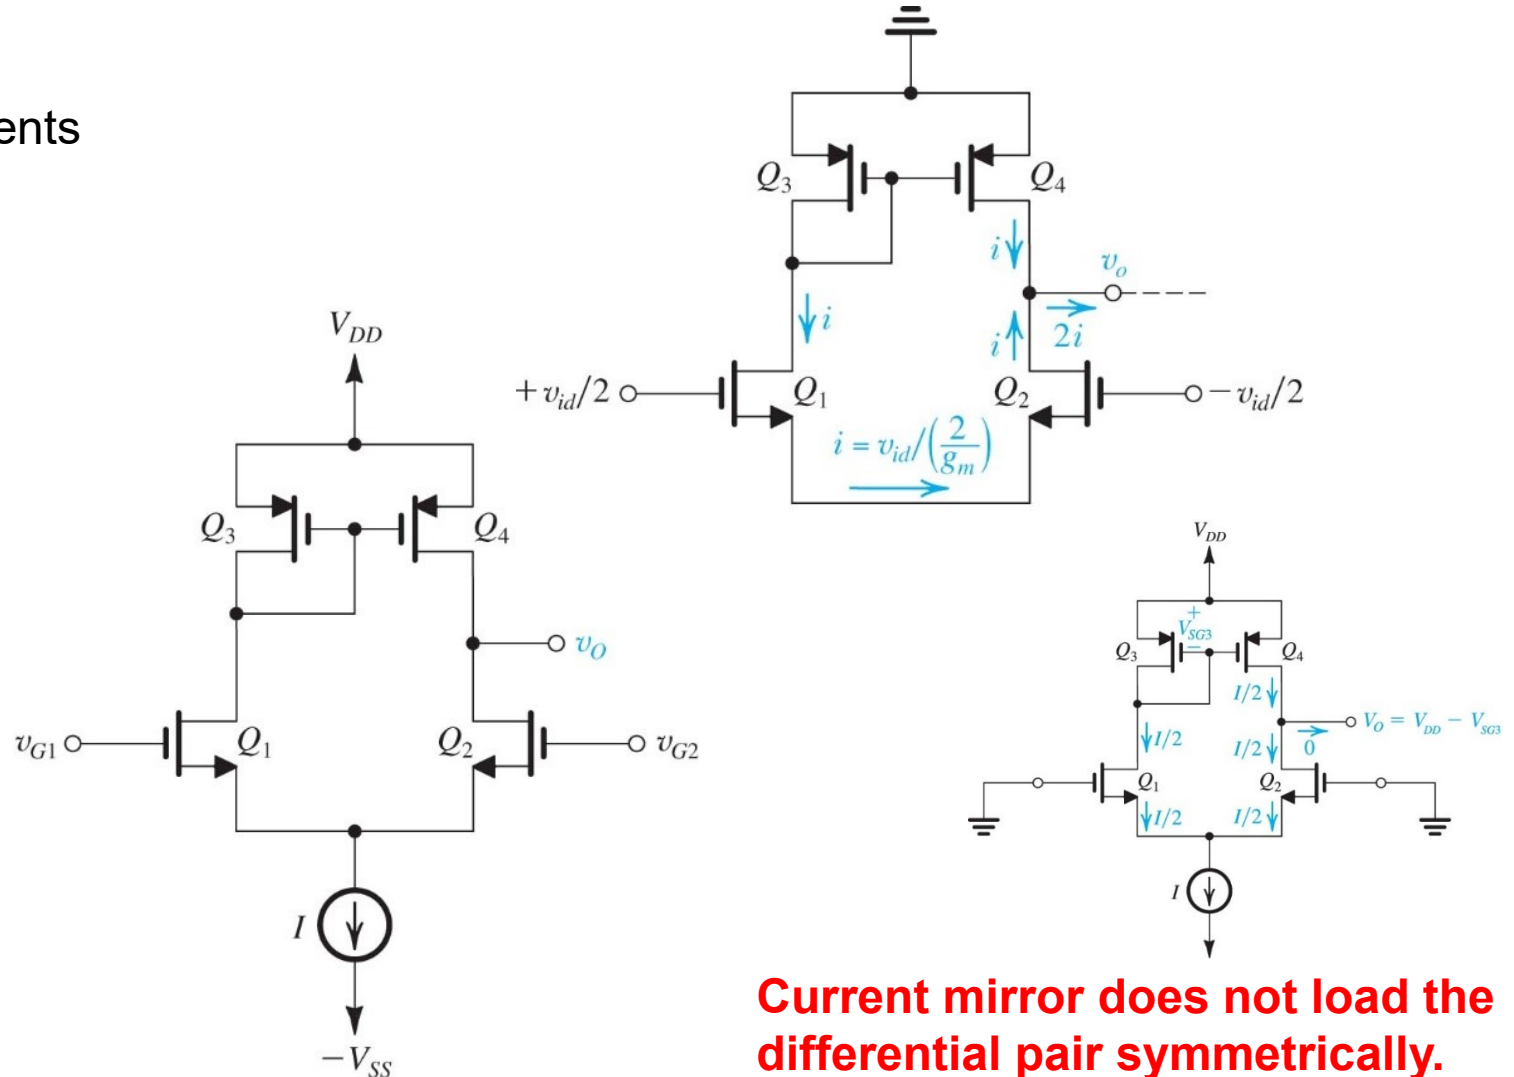 ents
Q3
Q4
i
vo
i
i
2i
+vid/2
Q1
Q2
−vid/2
i = vid/(2/gm)
VDD
Q3
Q4
vO
vG1
Q1
Q2
vG2
I
−VSS
VDD
+
VSG3
−
Q3
Q4
I/2
VO = VDD − VSG3
I/2
I/2
0
Q1
Q2
I/2
I/2
I
Current mirror does not load the
differential pair symmetrically.